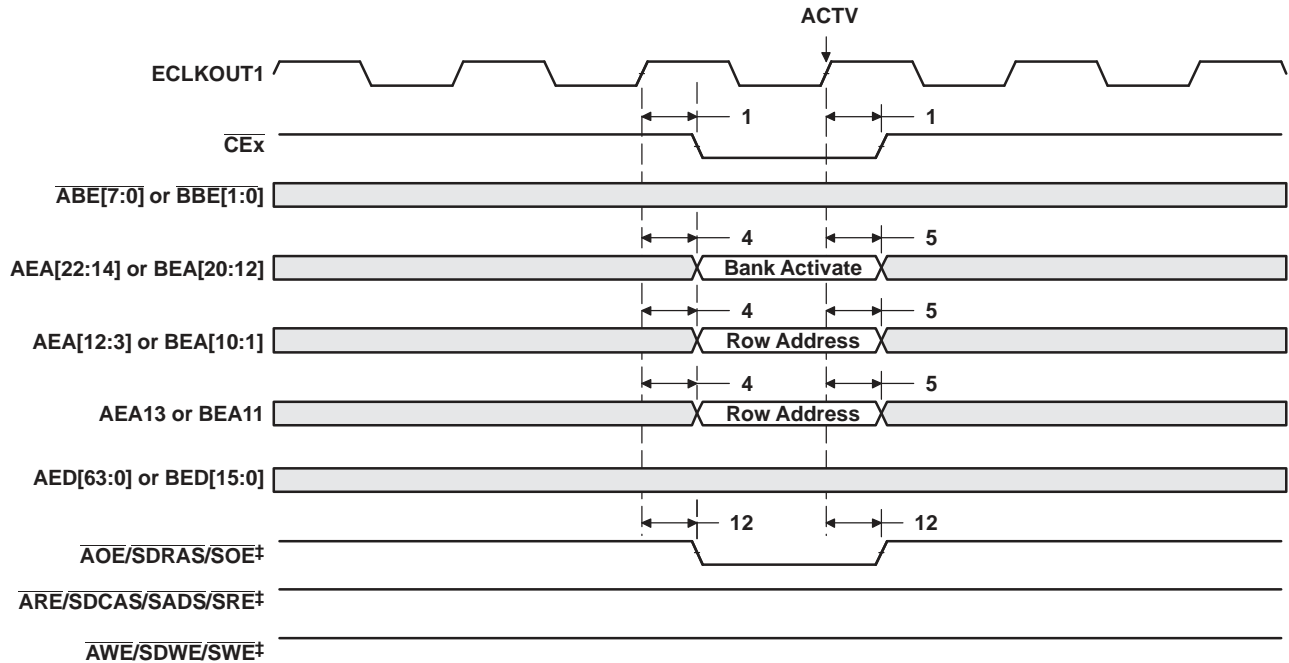 ACTV
ECLKOUT1
1 1
CEx
ABE[7:0] or BBE[1:0]
4 5
AEA[22:14] or BEA[20:12] Bank Activate
4 5
AEA[12:3] or BEA[10:1] Row Address
4 5
AEA13 or BEA11 Row Address
AED[63:0] or BED[15:0]
12 12
AOE/SDRAS/SOE‡
ARE/SDCAS/SADS/SRE‡
AWE/SDWE/SWE‡